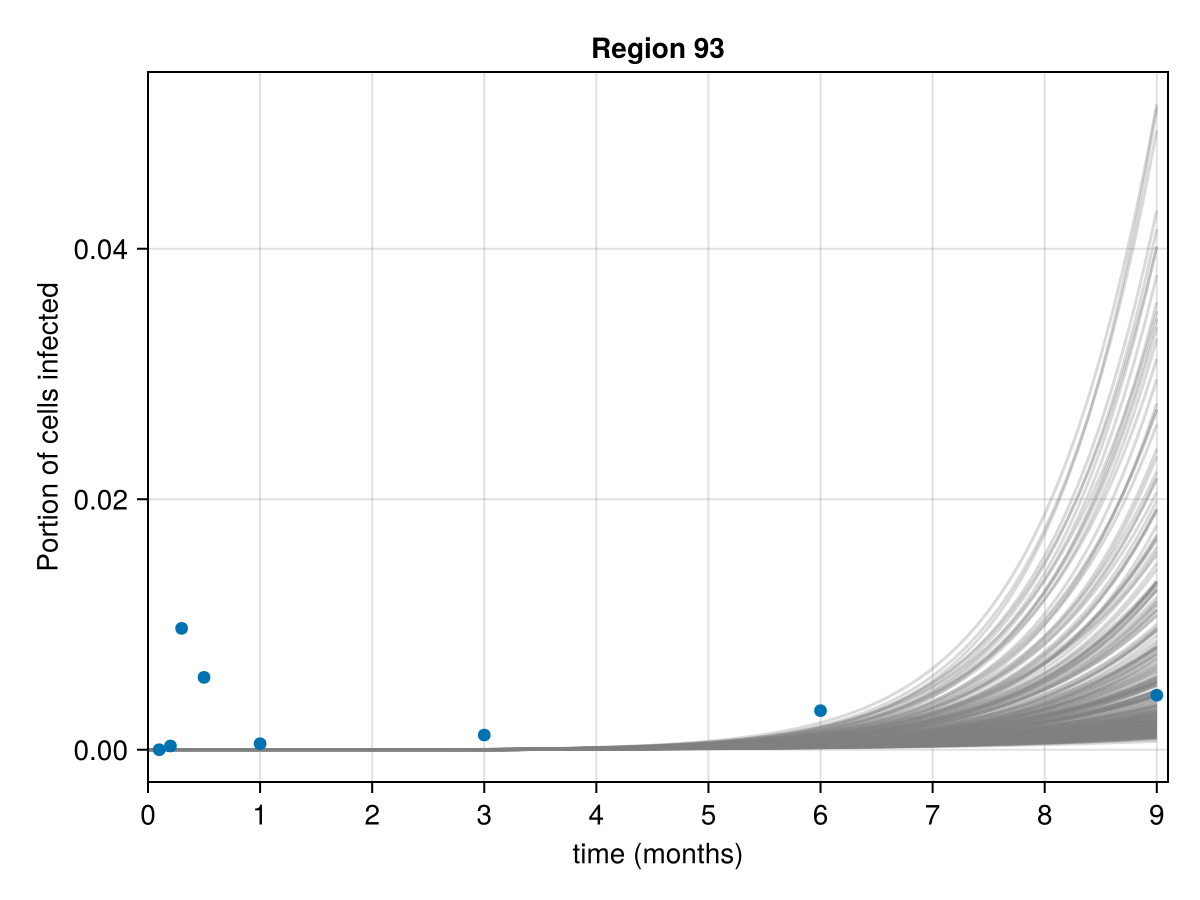 Region 93
Portion of cells infected
0.04
0.02
0.00
0 1 2 3 4 5 6 7 8 9
time (months)